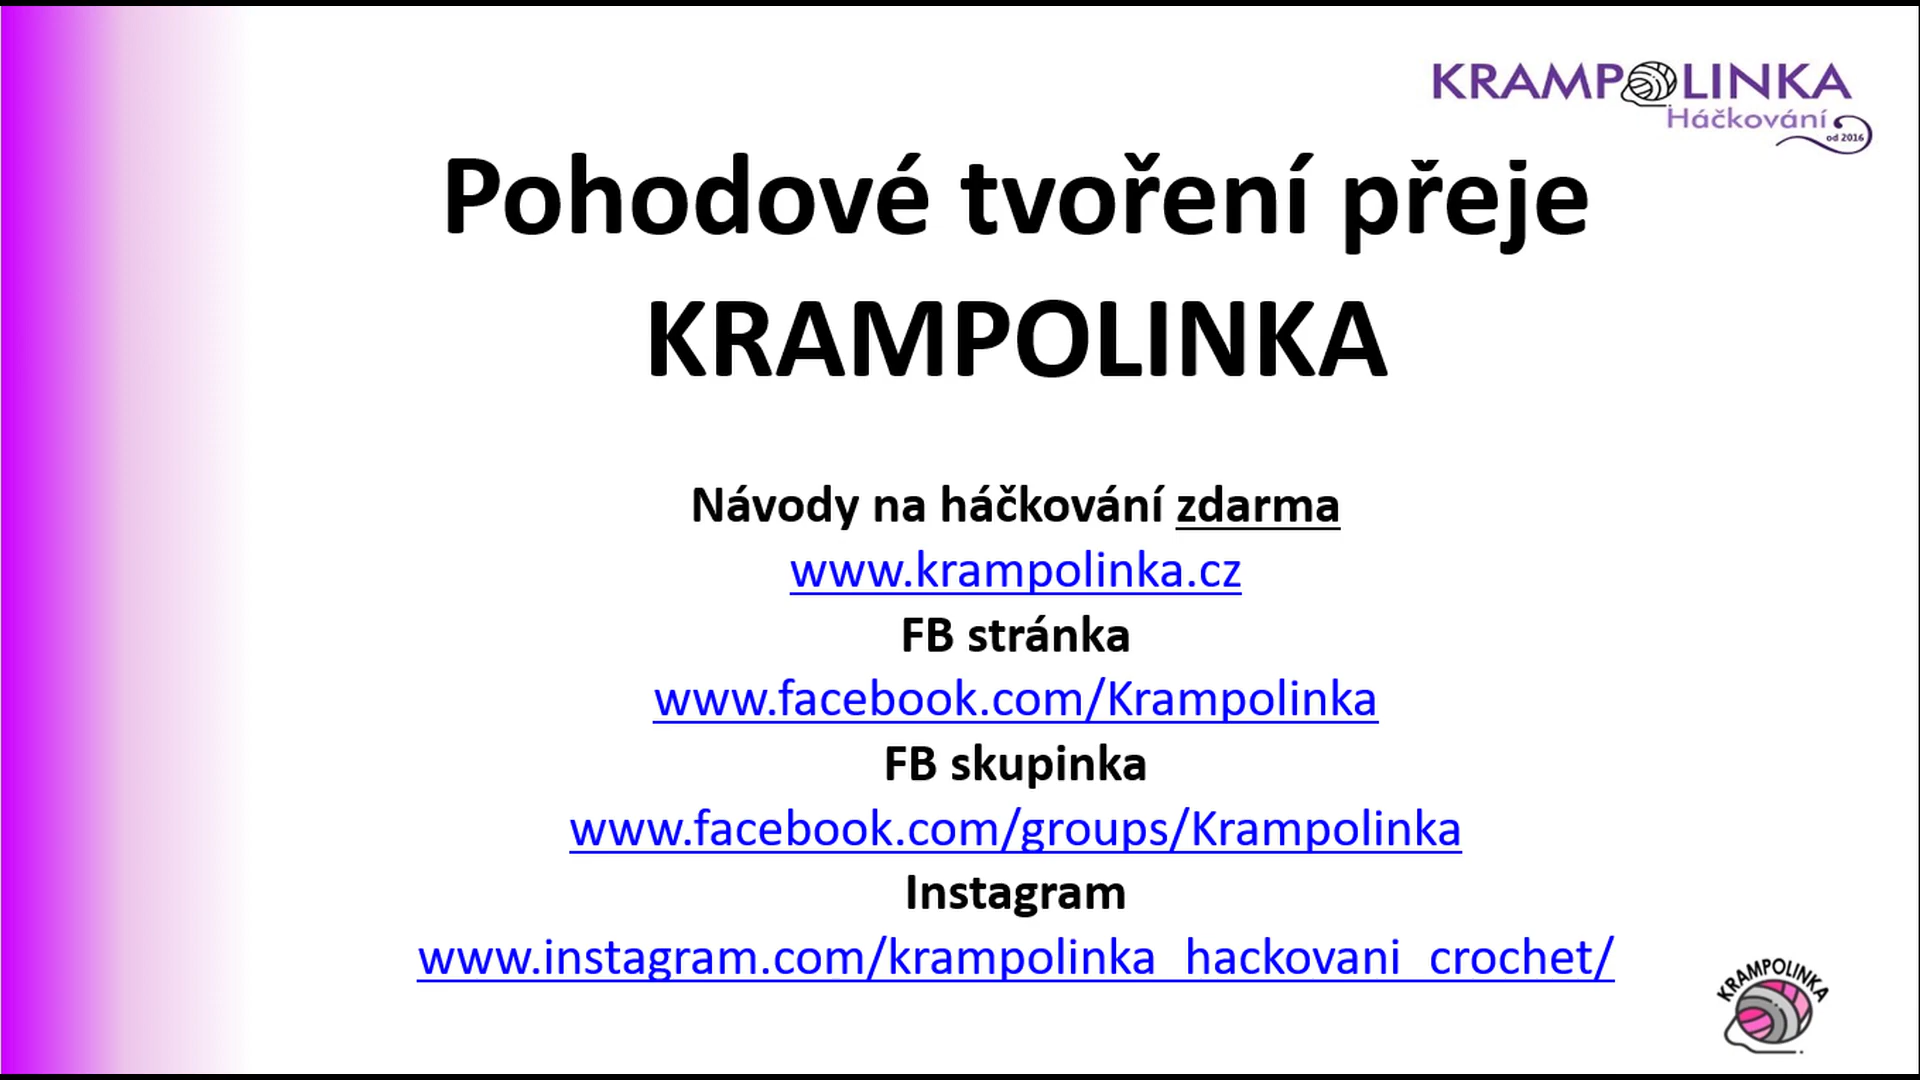 KRAMPOLINKA
Háčkování
od 2016
Pohodové tvoření přeje
KRAMPOLINKA
Návody na háčkování zdarma
www.krampolinka.cz
FB stránka
www.facebook.com/Krampolinka
FB skupinka
www.facebook.com/groups/Krampolinka
Instagram
www.instagram.com/krampolinka_hackovani_crochet/
KRAMPOLINKA